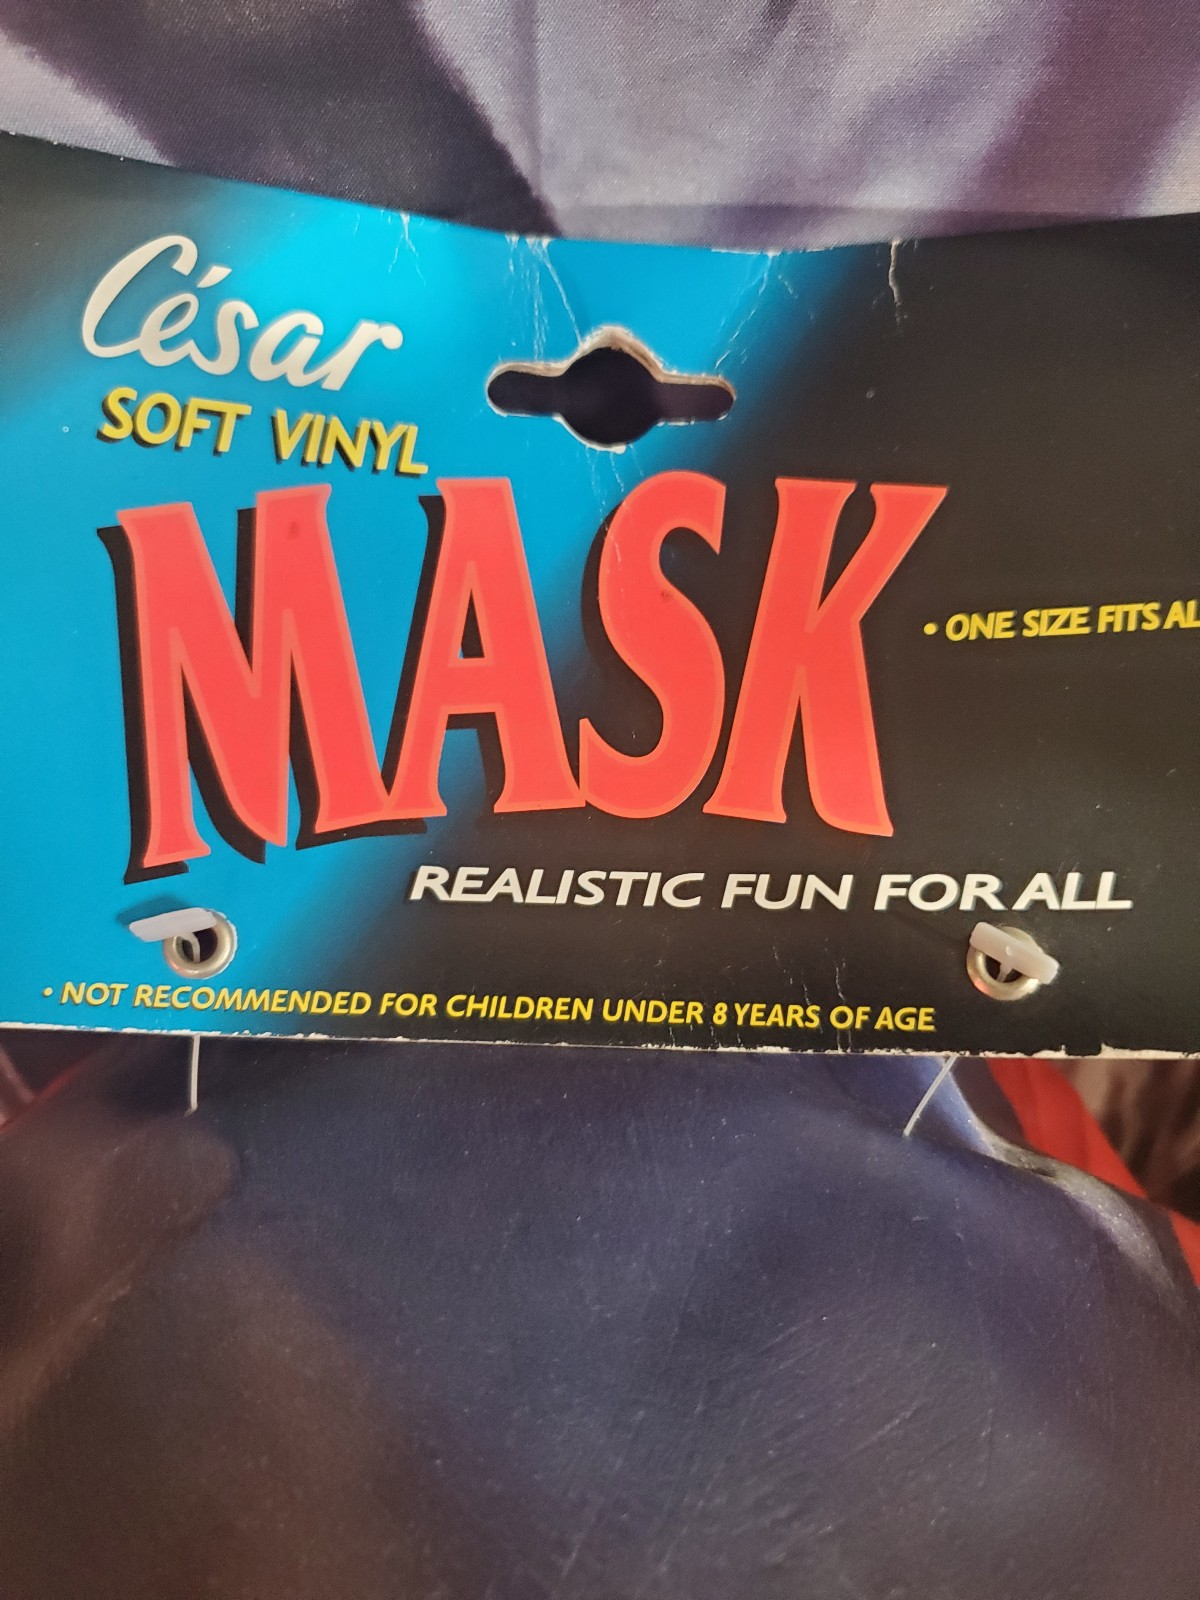 César
SOFT VINYL
MASK
• ONE SIZE FITS AL
REALISTIC FUN FOR ALL
• NOT RECOMMENDED FOR CHILDREN UNDER 8 YEARS OF AGE